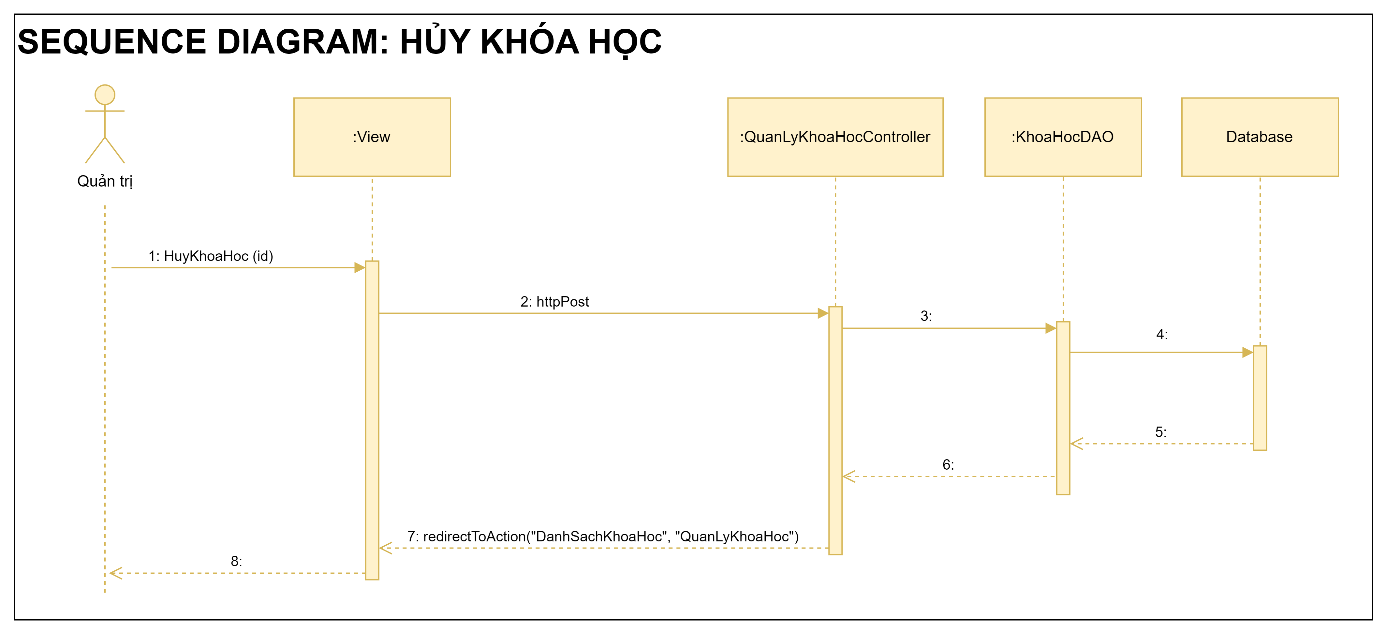 SEQUENCE DIAGRAM: HỦY KHÓA HỌC
:View
:QuanLyKhoaHocController
:KhoaHocDAO
Database
Quản trị
1: HuyKhoaHoc (id)
2: httpPost
3:
4:
5:
6:
7: redirectToAction("DanhSachKhoaHoc", "QuanLyKhoaHoc")
8: